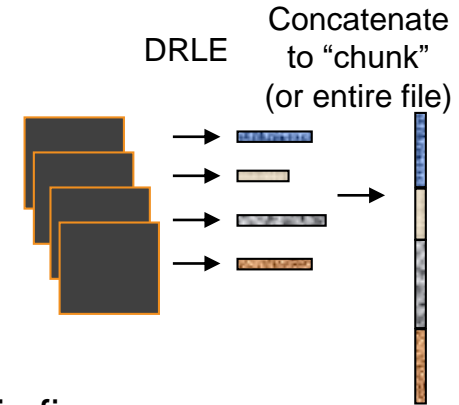 DRLE
Concatenate
to “chunk”
(or entire file)